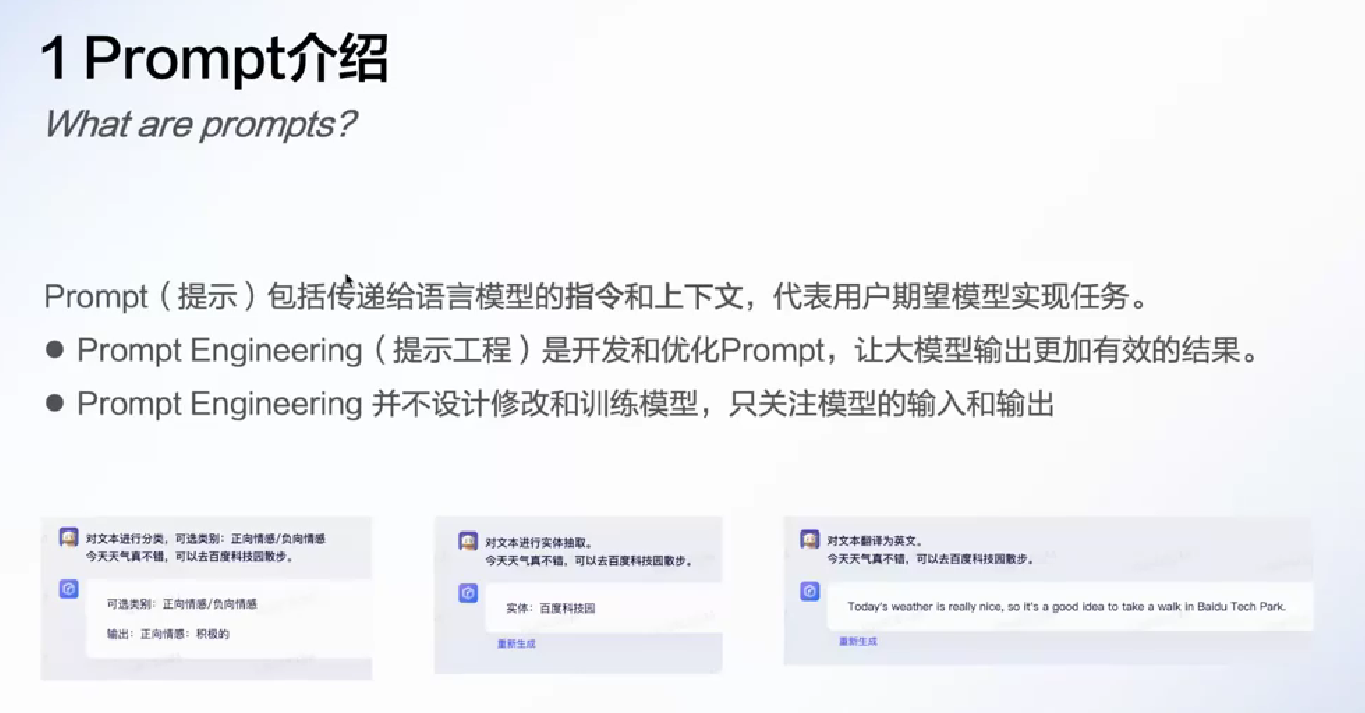 1 Prompt介绍
What are prompts?
Prompt（提示）包括传递给语言模型的指令和上下文，代表用户期望模型实现任务。
● Prompt Engineering（提示工程）是开发和优化Prompt，让大模型输出更加有效的结果。
● Prompt Engineering 并不设计修改和训练模型，只关注模型的输入和输出
对文本进行分类，可选类别：正向情感/负向情感
今天天气真不错，可以去百度科技园散步。
可选类别：正向情感/负向情感
输出：正向情感：积极的
对文本进行实体抽取。
今天天气真不错，可以去百度科技园散步。
实体：百度科技园
重新生成
对文本翻译为英文。
今天天气真不错，可以去百度科技园散步。
Today's weather is really nice, so it's a good idea to take a walk in Baidu Tech Park.
重新生成